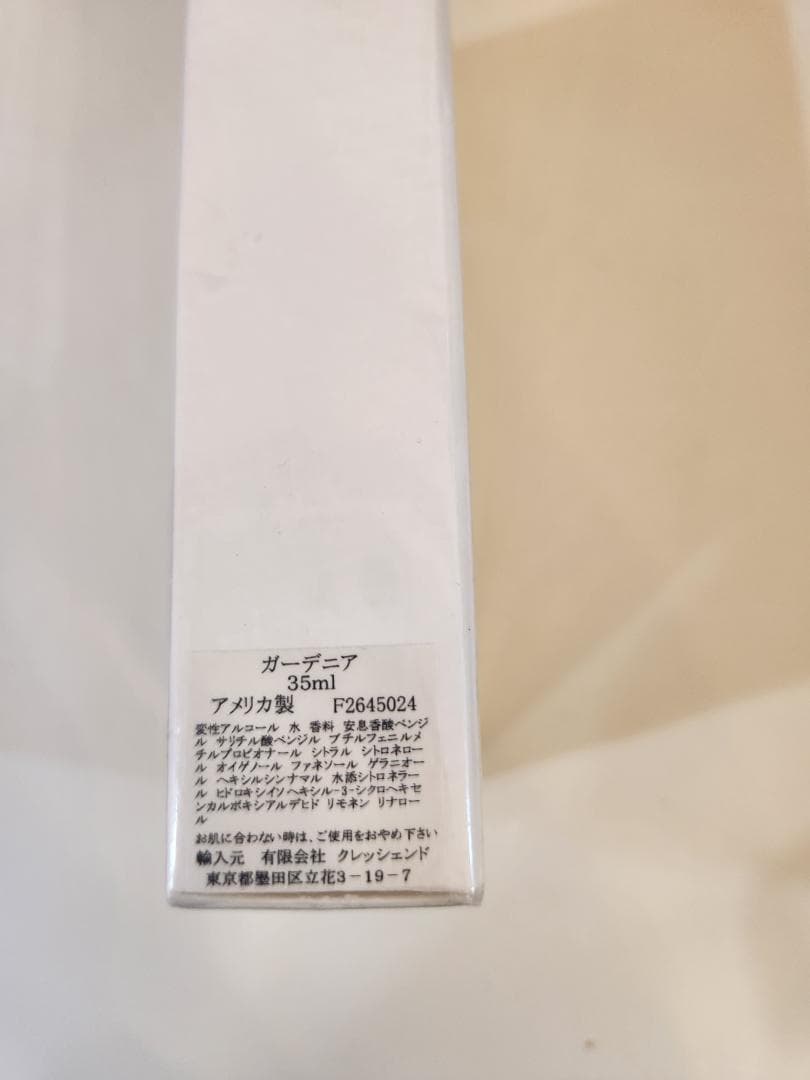 ガーデニア
35ml
アメリカ製 F2645024
変性アルコール 水 香料 安息香酸ベンジ
ル サリチル酸ベンジル ブチルフェニルメ
チルプロピオナール シトラル シトロネロー
ル オイゲノール ファネソール ゲラニオー
ル ヘキシルシンナマル 水添シトロネラー
ル ヒドロキシイソヘキシル-3-シクロヘキセ
ンカルボキシアルデヒド リモネン リナロー
ル
お肌に合わない時は、ご使用をおやめ下さい
輸入元 有限会社 クレッシェンド
東京都墨田区立花3-19-7